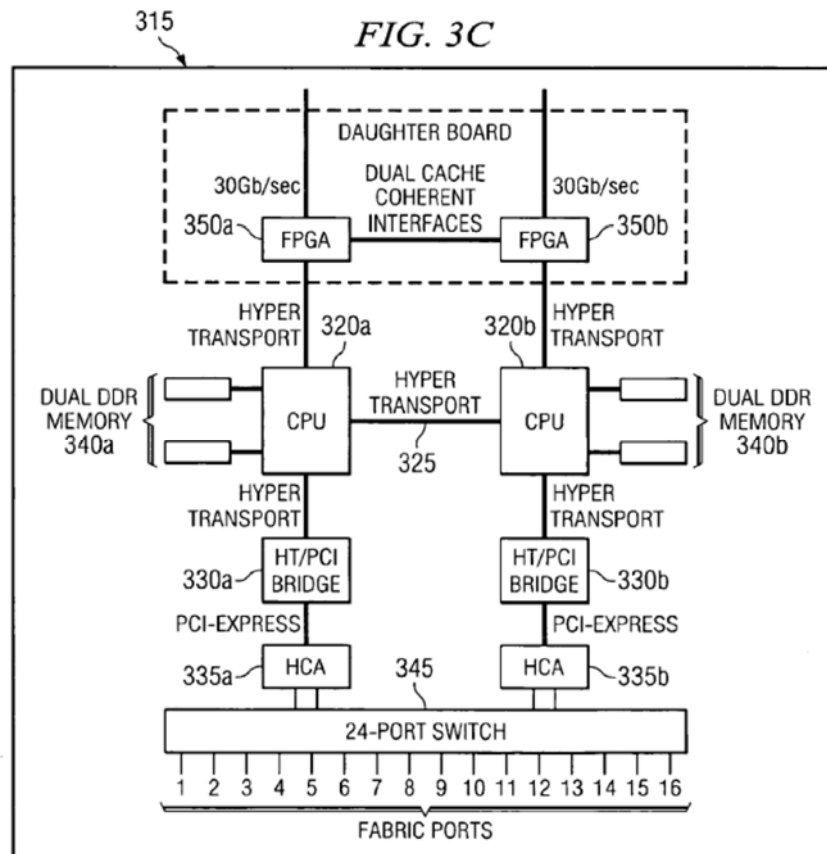 315
FIG. 3C
DAUGHTER BOARD
DUAL CACHE
COHERENT
INTERFACES
30Gb/sec
30Gb/sec
350a
FPGA
FPGA
350b
HYPER
TRANSPORT
320a
320b
HYPER
TRANSPORT
DUAL DDR
MEMORY
340a
CPU
HYPER
TRANSPORT
325
CPU
DUAL DDR
MEMORY
340b
HYPER
TRANSPORT
HYPER
TRANSPORT
330a
HT/PCI
BRIDGE
HT/PCI
BRIDGE
330b
PCI-EXPRESS
PCI-EXPRESS
335a
HCA
345
HCA
335b
24-PORT SWITCH
1 2 3 4 5 6 7 8 9 10 11 12 13 14 15 16
FABRIC PORTS